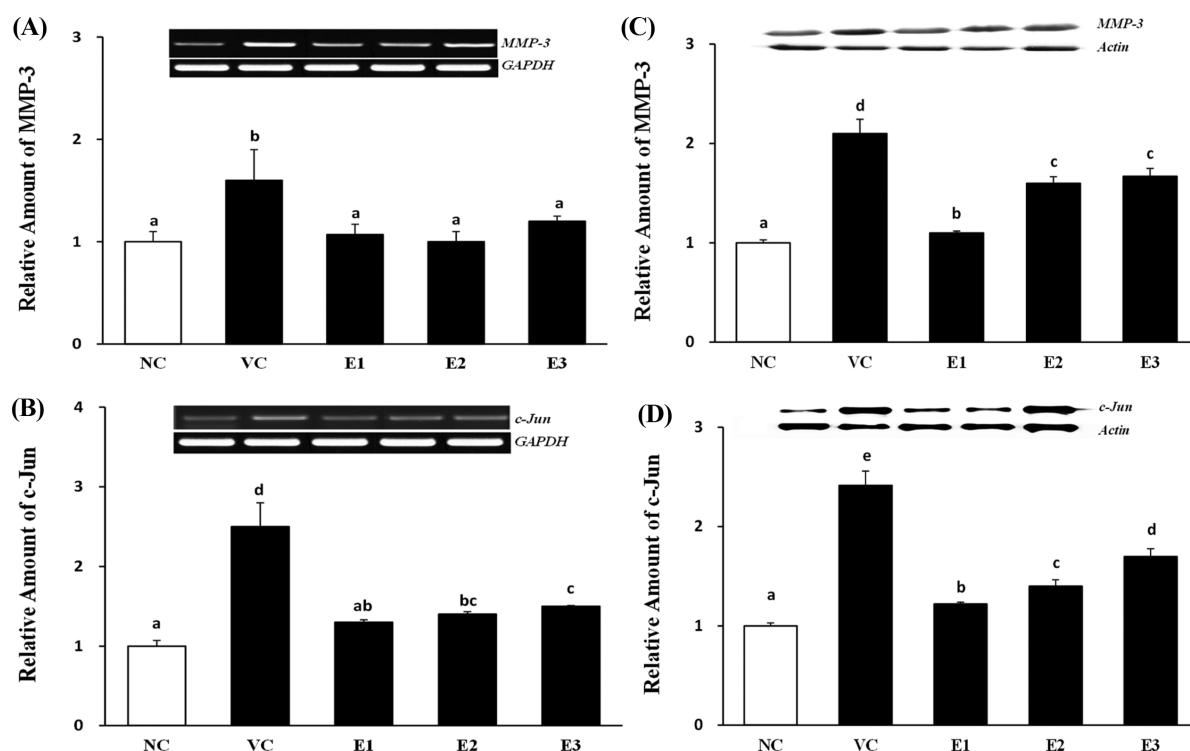 (A)
MMP-3
GAPDH
Relative Amount of MMP-3
3
2
1
0
a
b
a
a
a
NC VC E1 E2 E3
(C)
MMP-3
Actin
Relative Amount of MMP-3
3
2
1
0
a
d
b
c
c
NC VC E1 E2 E3
(B)
c-Jun
GAPDH
Relative Amount of c-Jun
4
3
2
1
0
a
d
ab
bc
c
NC VC E1 E2 E3
(D)
c-Jun
Actin
Relative Amount of c-Jun
3
2
1
0
a
e
b
c
d
NC VC E1 E2 E3